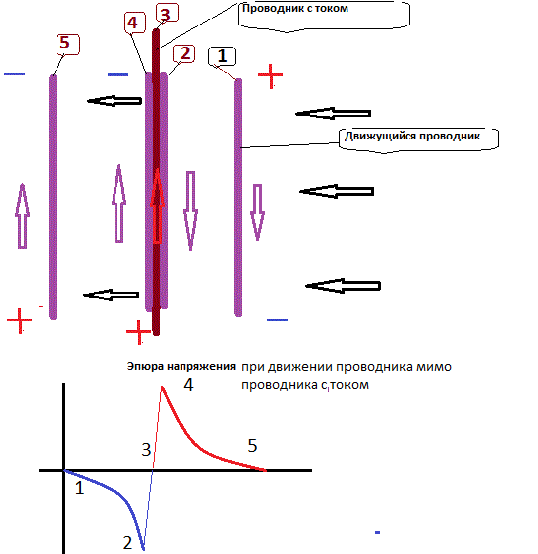 Проводник с током
3
4
5
2
1
Движущийся проводник
Эпюра напряжения при движении проводника мимо
проводника с током
4
3
5
1
2